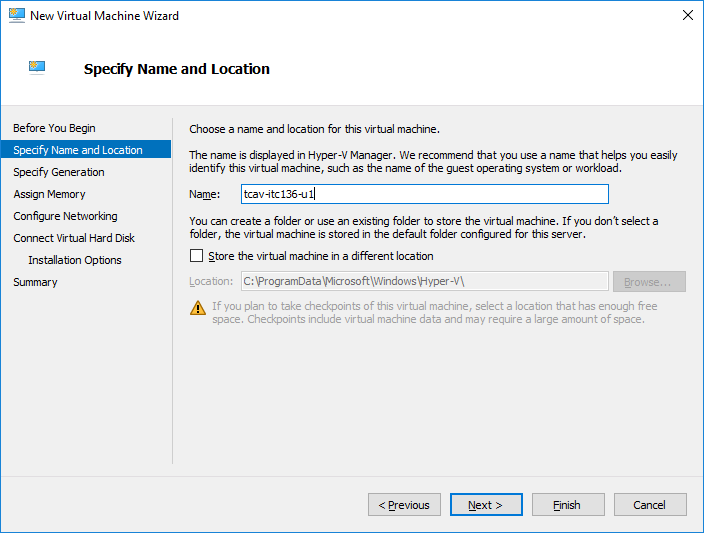 New Virtual Machine Wizard
Specify Name and Location
Before You Begin
Specify Name and Location
Specify Generation
Assign Memory
Configure Networking
Connect Virtual Hard Disk
Installation Options
Summary
Choose a name and location for this virtual machine.
The name is displayed in Hyper-V Manager. We recommend that you use a name that helps you easily
identify this virtual machine, such as the name of the guest operating system or workload.
Name: tcav-itc136-u1
You can create a folder or use an existing folder to store the virtual machine. If you don't select a
folder, the virtual machine is stored in the default folder configured for this server.
Store the virtual machine in a different location
Location: C:\ProgramData\Microsoft\Windows\Hyper-V\ Browse...
If you plan to take checkpoints of this virtual machine, select a location that has enough free
space. Checkpoints include virtual machine data and may require a large amount of space.
< Previous Next > Finish Cancel